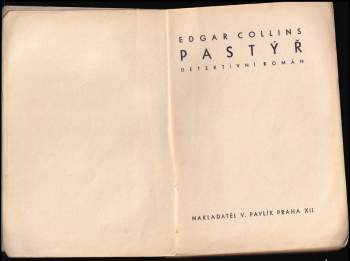 EDGAR COLLINS
PASTÝŘ
DETEKTIVNÍ ROMÁN
NAKLADATEL V. PAVLÍK PRAHA XII.